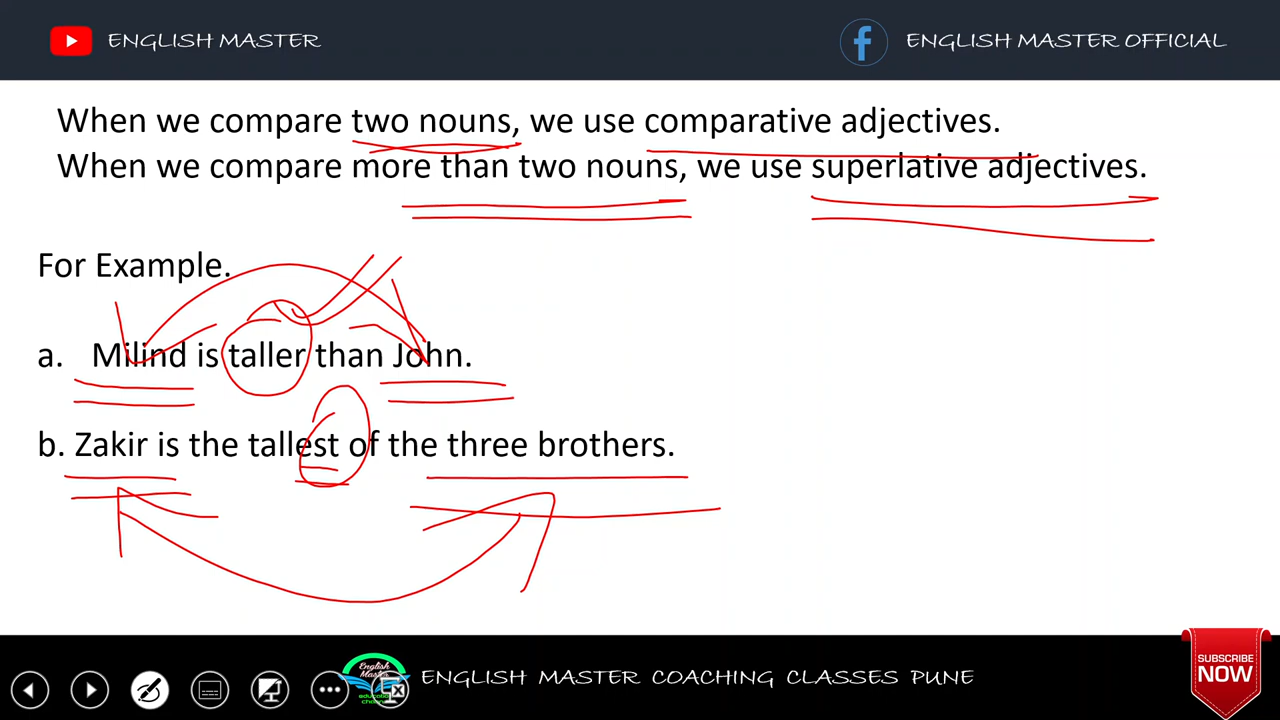 ENGLISH MASTER
ENGLISH MASTER OFFICIAL
When we compare two nouns, we use comparative adjectives.
When we compare more than two nouns, we use superlative adjectives.
For Example.
a. Milind is taller than John.
b. Zakir is the tallest of the three brothers.
English
Master
ENGLISH MASTER COACHING CLASSES PUNE
SUBSCRIBE
NOW